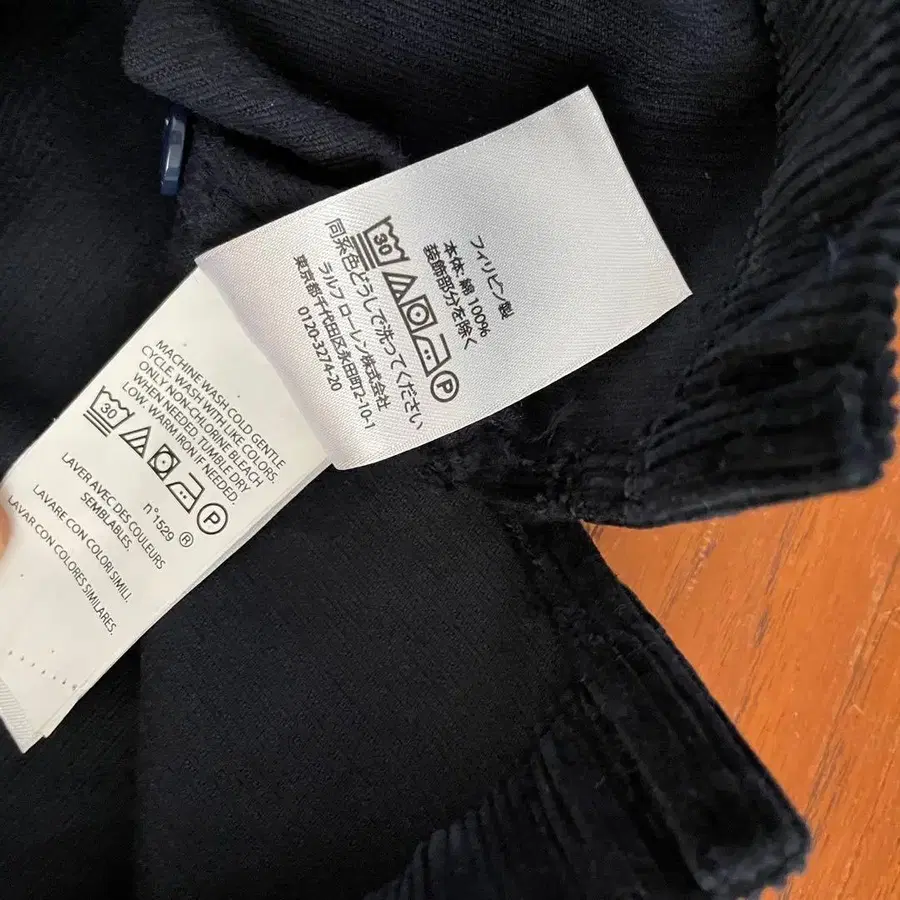 フィリピン製
本体: 綿 100%
装飾部分を除く
30 P
同系色どうしで洗ってください
ラルフ ローレン株式会社
東京都千代田区永田町2-10-1
0120-3274-20
MACHINE WASH COLD GENTLE
CYCLE. WASH WITH LIKE COLORS.
ONLY NON-CHLORINE BLEACH
WHEN NEEDED. TUMBLE DRY
LOW. WARM IRON IF NEEDED.
30 P
n°1529 ®
LAVER AVEC DES COULEURS
SEMBLABLES.
LAVARE CON COLORI SIMILI.
LAVAR CON COLORES SIMILARES.